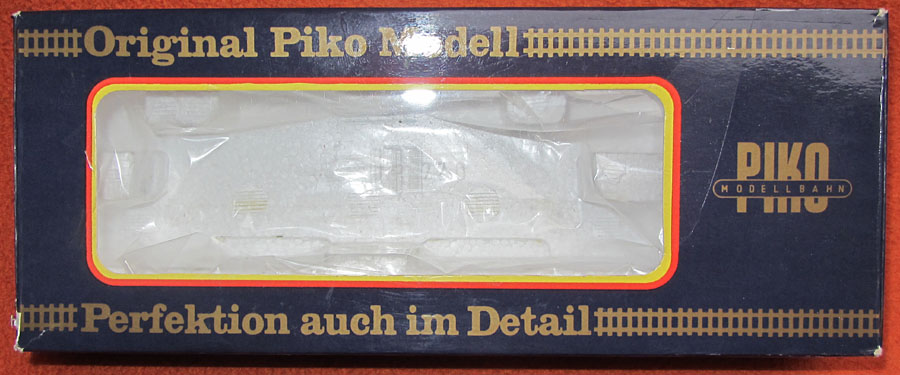 Original Piko Modell
PIKO
MODELLBAHN
Perfektion auch im Detail